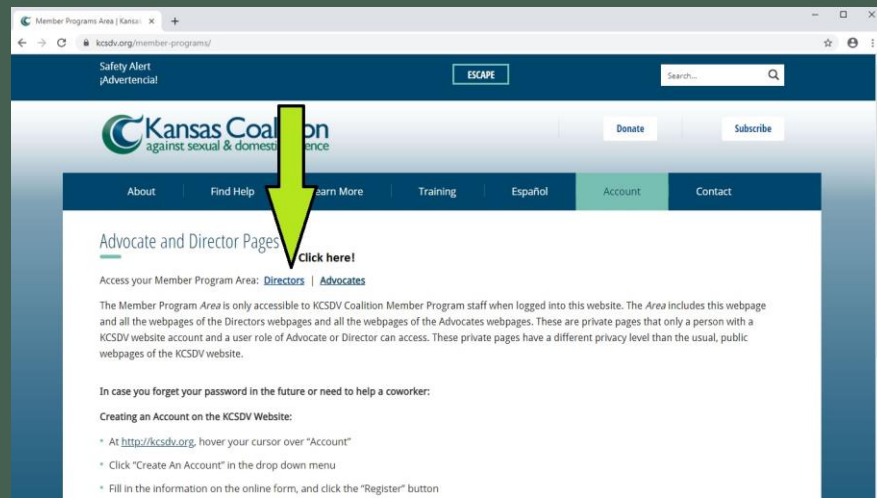 Member Programs Area | Kansas
kcsdv.org/member-programs/
Safety Alert
¡Advertencia!
ESCAPE
Search...
Kansas Coal on
against sexual & domesti ence
Donate
Subscribe
About Find Help earn More Training Español Account Contact
Advocate and Director Pages
Click here!
Access your Member Program Area: Directors | Advocates
The Member Program Area is only accessible to KCSDV Coalition Member Program staff when logged into this website. The Area includes this webpage
and all the webpages of the Directors webpages and all the webpages of the Advocates webpages. These are private pages that only a person with a
KCSDV website account and a user role of Advocate or Director can access. These private pages have a different privacy level than the usual, public
webpages of the KCSDV website.
In case you forget your password in the future or need to help a coworker:
Creating an Account on the KCSDV Website:
• At http://kcsdv.org, hover your cursor over "Account"
• Click "Create An Account" in the drop down menu
• Fill in the information on the online form, and click the "Register" button